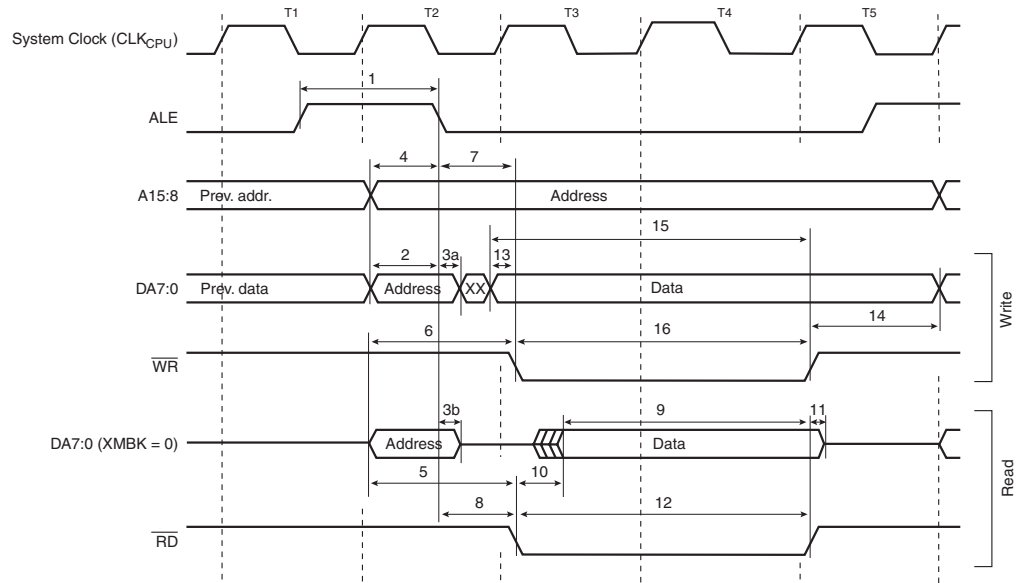 T1 T2 T3 T4 T5
System Clock (CLKCPU)
1
ALE
4 7
A15:8 Prev. addr. Address
15
2 3a 13
DA7:0 Prev. data Address XX Data
14
6 16
WR
Write
3b 9 11
DA7:0 (XMBK = 0) Address Data
5 10
8 12
RD
Read